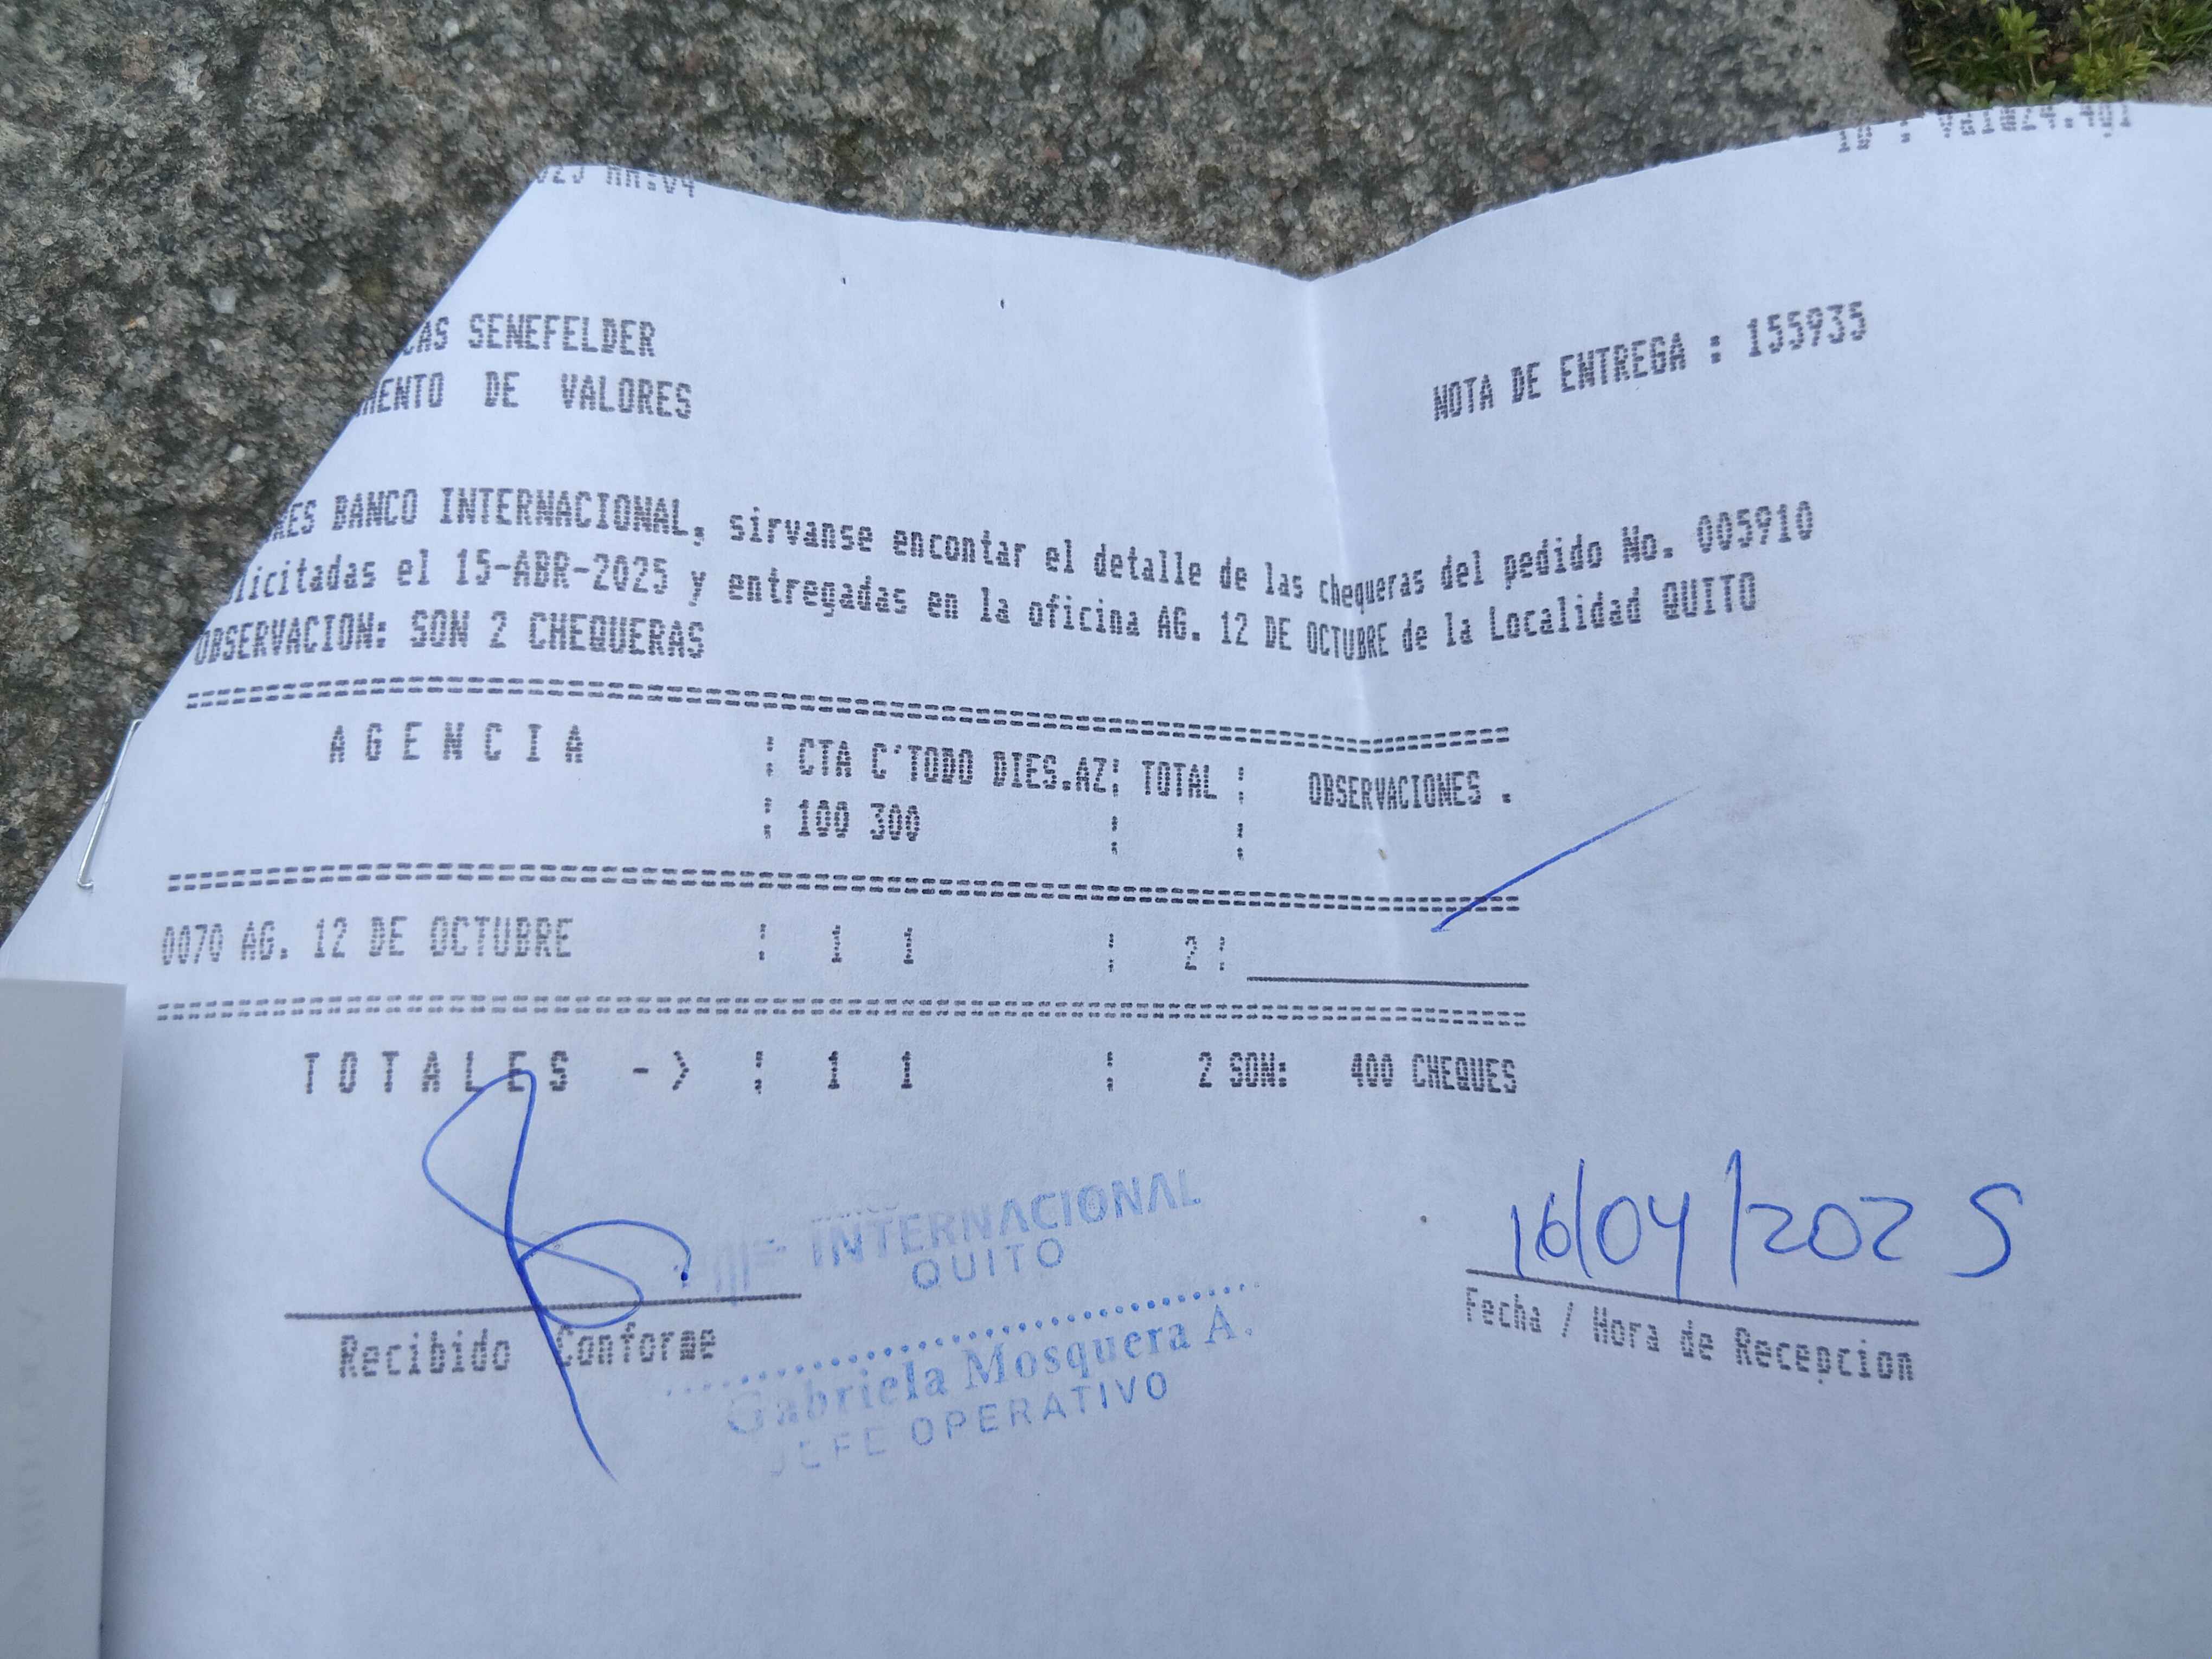 NOTA DE ENTREGA : 155935
CAS SENEFELDER
MENTO DE VALORES
RES BANCO INTERNACIONAL, sirvanse encontrar el detalle de las chequeras del pedido No. 005910
licitadas el 15-ABR-2025 y entregadas en la oficina AG. 12 DE OCTUBRE de la Localidad QUITO
OBSERVACION: SON 2 CHEQUERAS
================================================
A G E N C I A : CTA C'TODO DIES.AZ: TOTAL : OBSERVACIONES .
: 100 300 : :
================================================
0070 AG. 12 DE OCTUBRE : 1 1 : 2 :
================================================
T O T A L E S -> : 1 1 : 2 SON: 400 CHEQUES
INTERNACIONAL
QUITO
16/04/2025
Recibido Conforme
Fecha / Hora de Recepcion
Gabriela Mosquera A.
JEFE OPERATIVO